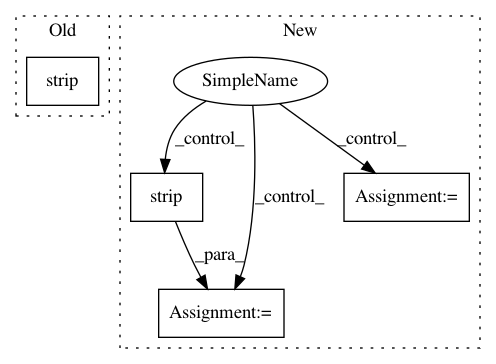 Old
New
strip
SimpleName
_control_
_control_
_control_
strip
Assignment:=
_para_
Assignment:=